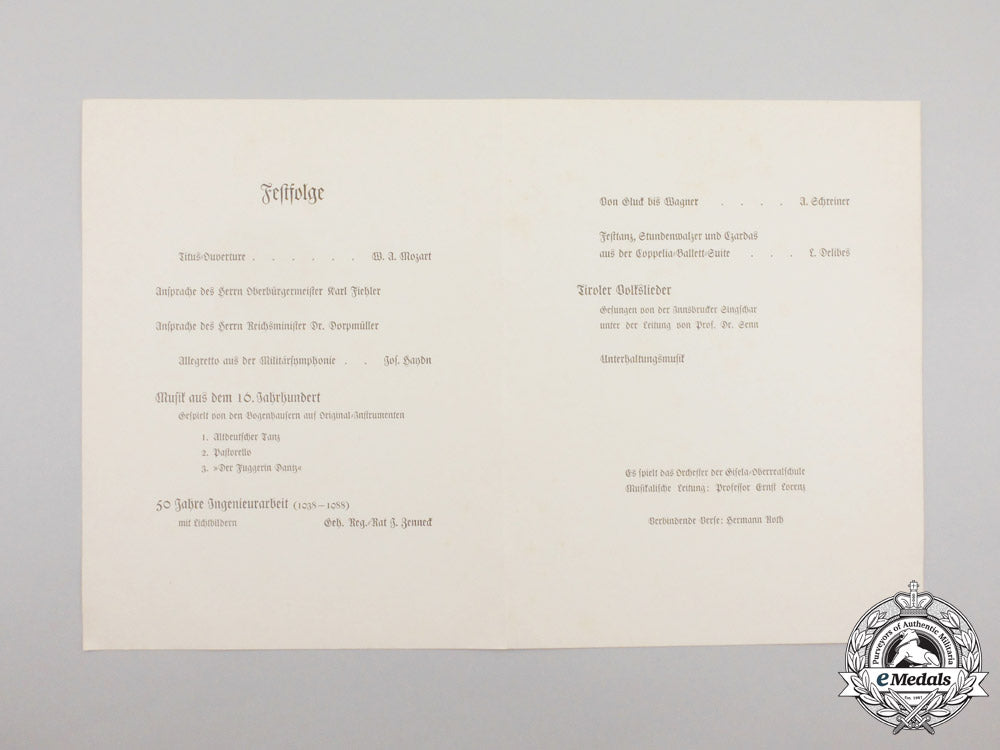 Festfolge
Titus-Ouverture . . . . . . W. A. Mozart
Ansprache des Herrn Oberbürgermeister Karl Fiehler
Ansprache des Herrn Reichsminister Dr. Dorpmüller
Allegretto aus der Militärsymphonie . . Jos. Haydn
Musik aus dem 16. Jahrhundert
Gespielt von den Bogenhausern auf Original-Instrumenten
1. Altdeutscher Tanz
2. Pastorello
3. »Der Fuggerin Dantz«
50 Jahre Ingenieurarbeit (1938–1988)
mit Lichtbildern Geh. Reg.-Rat J. Zenneck
Von Gluck bis Wagner . . . . A. Schreiner
Festtanz, Stundenwalzer und Czardas
aus der Coppelia-Ballett-Suite . . . L. Delibes
Tiroler Volkslieder
Gesungen von der Innsbrucker Singschar
unter der Leitung von Prof. Dr. Senn
Unterhaltungsmusik
Es spielt das Orchester der Gisela-Oberrealschule
Musikalische Leitung: Professor Ernst Lorenz
Verbindende Verse: Hermann Roth
Purveyors of Authentic Militaria
eMedals
Est. 1987